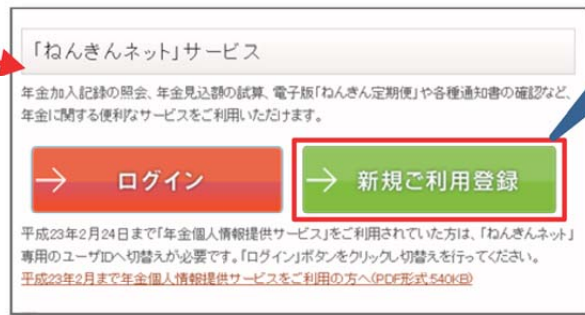 「ねんきんネット」サービス
年金加入記録の照会、年金見込額の試算、電子版「ねんきん定期便」や各種通知書の確認など、
年金に関する便利なサービスをご利用いただけます。
ログイン
新規ご利用登録
平成23年2月24日まで「年金個人情報提供サービス」をご利用されていた方は、「ねんきんネット」
専用のユーザIDへ切替えが必要です。「ログイン」ボタンをクリックし切替えを行ってください。
平成23年2月まで年金個人情報提供サービスをご利用の方へ(PDF形式:540KB)